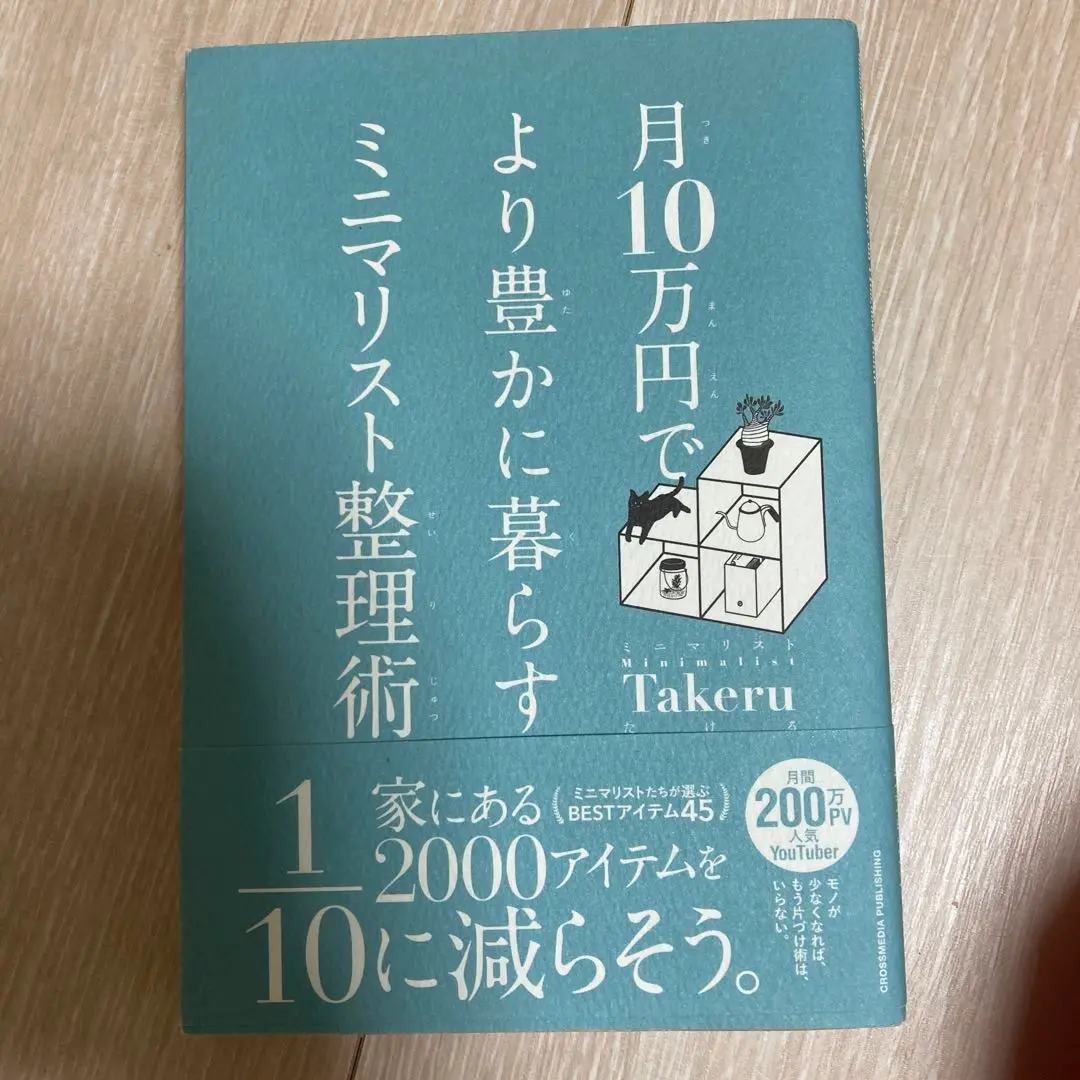 月10万円で
つき
まん
えん
より豊かに暮らす
ゆた
く
ミニマリスト整理術
せい
り
じゅつ
ミニマリスト
Minimalist
Takeru
たける
家にある
2000アイテムを
1/10に減らそう。
ミニマリストたちが選ぶ
BESTアイテム45
月間
200万PV
人気
YouTuber
モノが
少なくなれば、
もう片づけ術は、
いらない。
CROSSMEDIA PUBLISHING